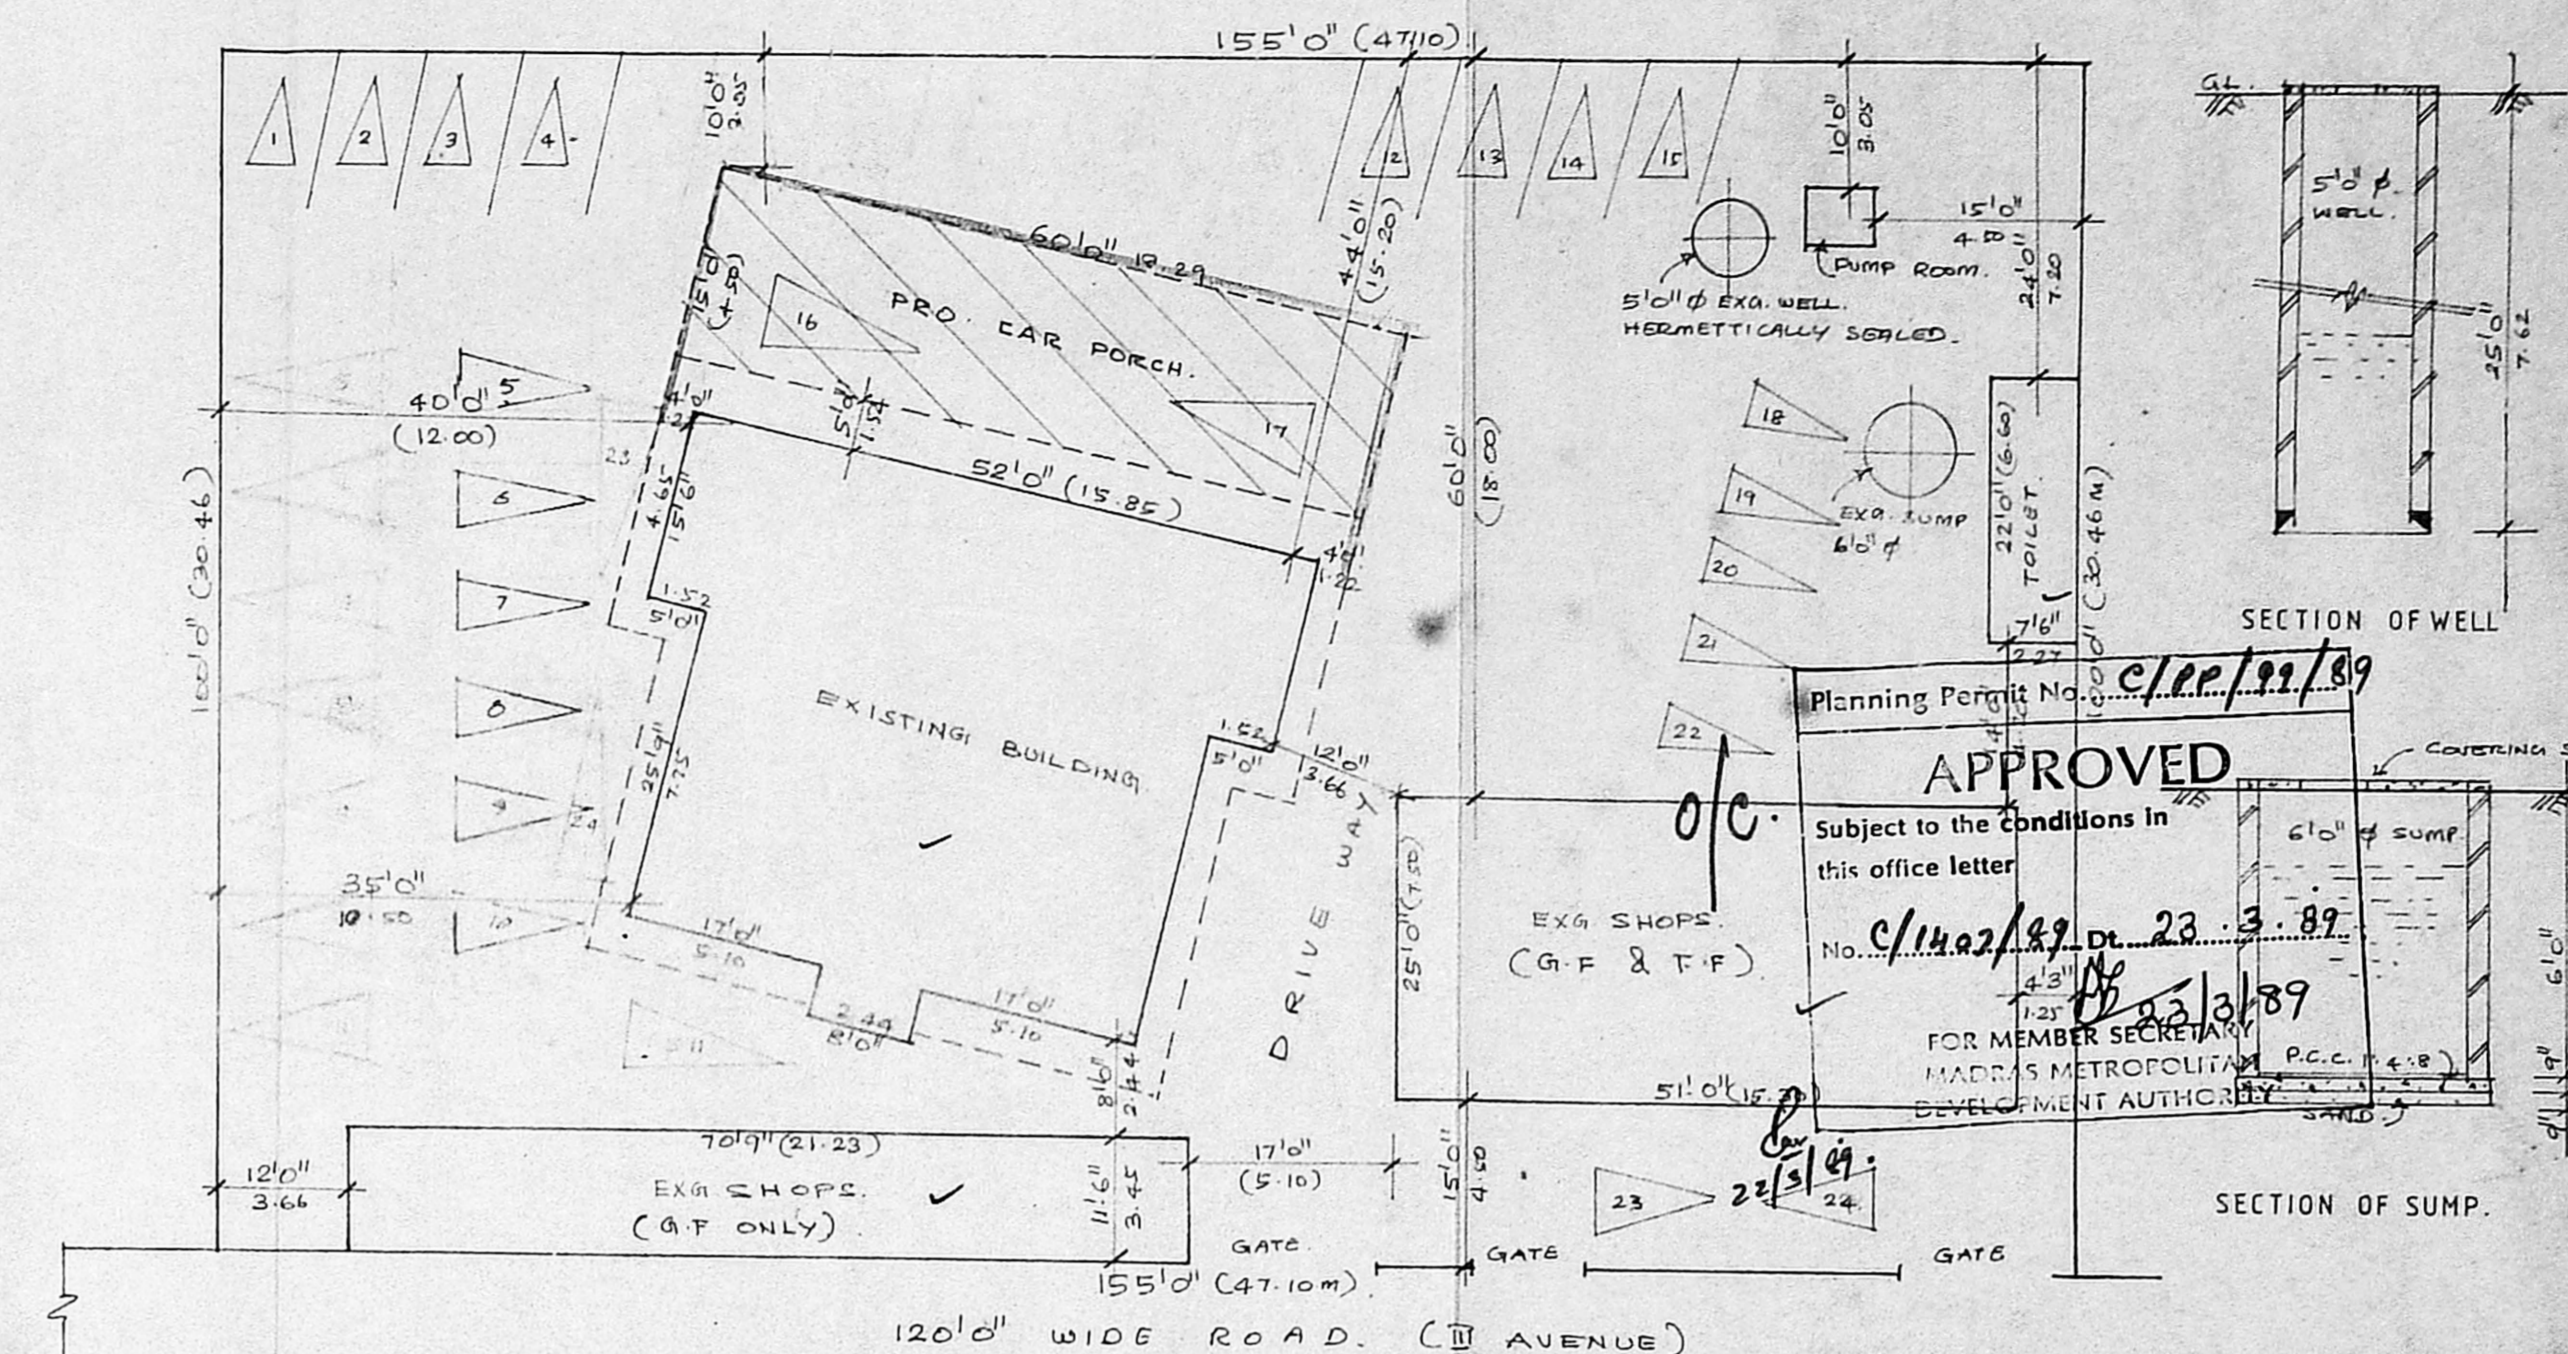 155'0" (47.10)
1
2
3
4
10'0"
3.05
12
13
14
15
10'0"
3.05
G.L.
5'0" ϕ.
WELL.
60'0" 18.29
44'0"
(15.20)
15'0"
4.50
24'0"
7.20
PUMP ROOM.
5'0" ϕ EXG. WELL.
HERMETTICALLY SEALED.
15'0"
(4.50)
16
PRO. CAR PORCH.
17
25'0"
7.62
5
40'0"
(12.00)
4'0"
5'0"
1.52
52'0" (15.85)
60'0"
(18.00)
18
19
20
21
22
EXG. SUMP
6'0" ϕ
22'0" (6.60)
TOILET.
7'6"
2.27
100'0" (30.46 M)
100'0" (30.46)
23
6
7
8
9
24
10
11
4.65
15'6"
1.52
5'0"
4'0"
1.20
SECTION OF WELL
EXISTING BUILDING
25'9"
7.75
1.52
5'0"
12'0"
3.66
DRIVE WAY
35'0"
10.50
17'0"
5.10
2.44
8'0"
17'0"
5.10
8'0"
2.44
25'0" (7.50)
EXG SHOPS.
(G.F & T.F)
O/C.
Planning Permit No. C/PP/99/89
APPROVED
Subject to the conditions in
this office letter
No. C/1407/89 Dt. 23.3.89
23/3/89
FOR MEMBER SECRETARY
MADRAS METROPOLITAN
DEVELOPMENT AUTHORITY
4'3"
1.25
COVERING
6'0" ϕ SUMP
6'0"
P.C.C. 1:4:8
SAND.
9"
9"
51'0"
15'0"
4.50
22/3/89.
23
24
SECTION OF SUMP.
70'9" (21.23)
EXG SHOPS.
(G.F ONLY)
12'0"
3.66
11'6"
3.45
17'0"
(5.10)
GATE
GATE
GATE
155'0" (47.10m)
120'0" WIDE ROAD. (III AVENUE)